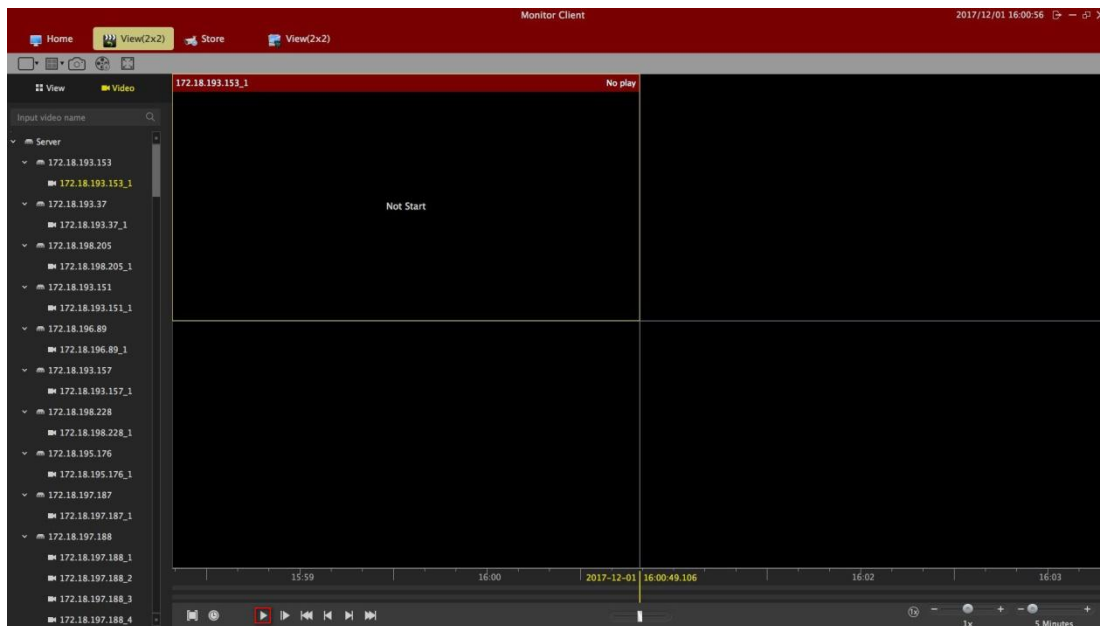 Monitor Client
2017/12/01 16:00:56
Home
View(2x2)
Store
View(2x2)
View
Video
Input video name
Server
172.18.193.153
172.18.193.153_1
172.18.193.37
172.18.193.37_1
172.18.198.205
172.18.198.205_1
172.18.193.151
172.18.193.151_1
172.18.196.89
172.18.196.89_1
172.18.193.157
172.18.193.157_1
172.18.198.228
172.18.198.228_1
172.18.195.176
172.18.195.176_1
172.18.197.187
172.18.197.187_1
172.18.197.188
172.18.197.188_1
172.18.197.188_2
172.18.197.188_3
172.18.197.188_4
172.18.193.153_1 No play
Not Start
15:59 16:00 2017-12-01 16:00:49.106 16:02 16:03
1x
1x 5 Minutes